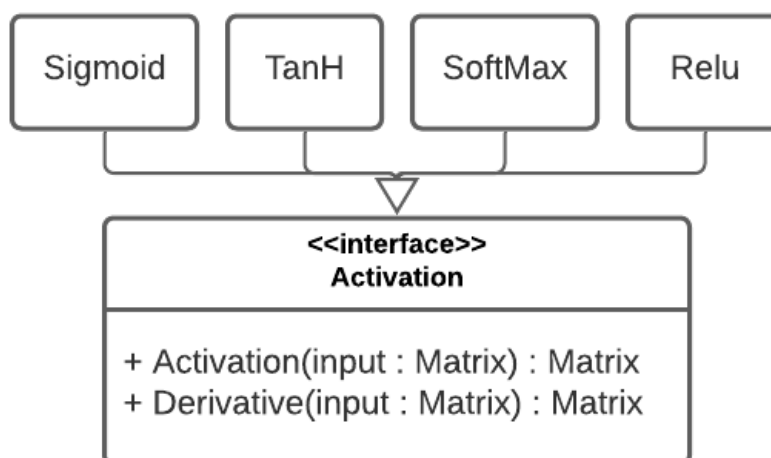 Sigmoid
TanH
SoftMax
Relu
<<interface>>
Activation
+ Activation(input : Matrix) : Matrix
+ Derivative(input : Matrix) : Matrix